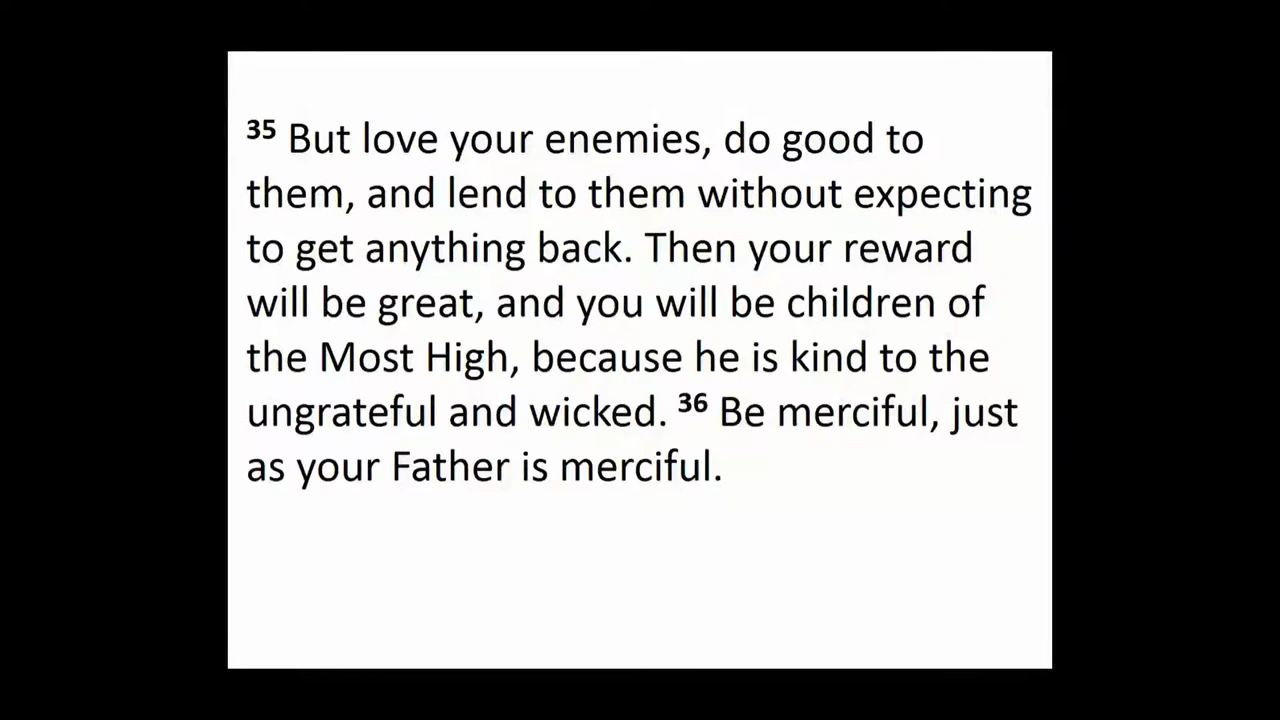 35 But love your enemies, do good to
them, and lend to them without expecting
to get anything back. Then your reward
will be great, and you will be children of
the Most High, because he is kind to the
ungrateful and wicked. 36 Be merciful, just
as your Father is merciful.